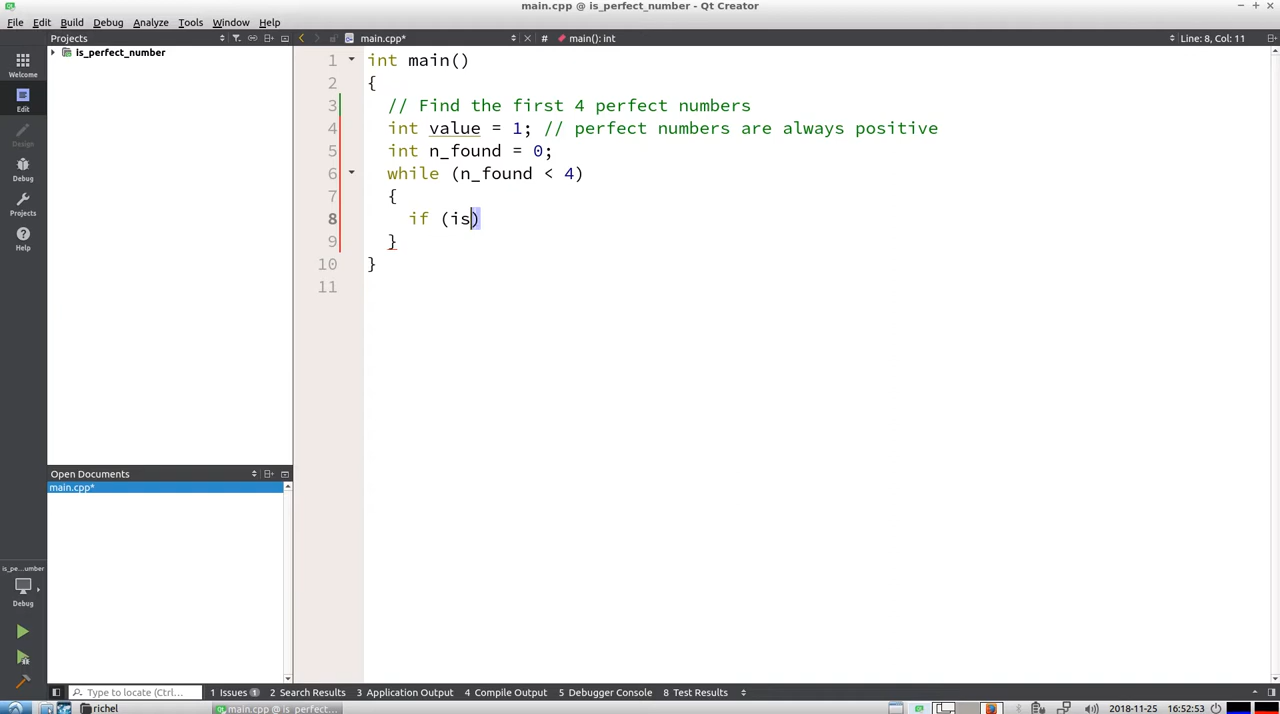 main.cpp @ is_perfect_number - Qt Creator
File Edit Build Debug Analyze Tools Window Help
Projects main.cpp* # main(): int Line: 8, Col: 11
is_perfect_number
Welcome
Edit
Design
Debug
Projects
Help
1 int main()
2 {
3 // Find the first 4 perfect numbers
4 int value = 1; // perfect numbers are always positive
5 int n_found = 0;
6 while (n_found < 4)
7 {
8 if (is)
9 }
10 }
11
Open Documents
main.cpp*
is_pe...umber
Debug
Type to locate (Ctrl... 1 Issues 1 2 Search Results 3 Application Output 4 Compile Output 5 Debugger Console 8 Test Results
richel main.cpp @ is_perfect... 2018-11-25 16:52:53